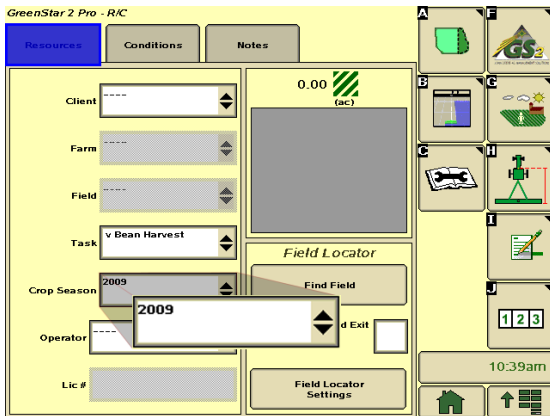 GreenStar 2 Pro - R/C
Resources
Conditions
Notes
Client
----
Farm
----
Field
----
Task
v Bean Harvest
Crop Season
2009
2009
Operator
----
Lic #
0.00
(ac)
Field Locator
Find Field
d Exit
Field Locator
Settings
A
F
GS2
B
G
C
H
I
J
1 2 3
10:39am